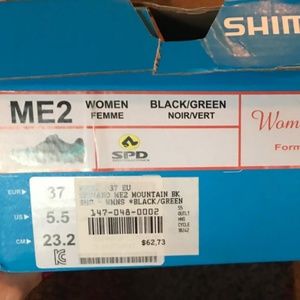 SHIM
ME2
WOMEN
FEMME
BLACK/GREEN
NOIR/VERT
Wom
Form
SPD
EUR 37
US 5.5
CM 23.2
37 EU
SHIMANO ME2 MOUNTAIN BK
SHO - WMNS *BLACK/GREEN
147-048-0002
$62,73